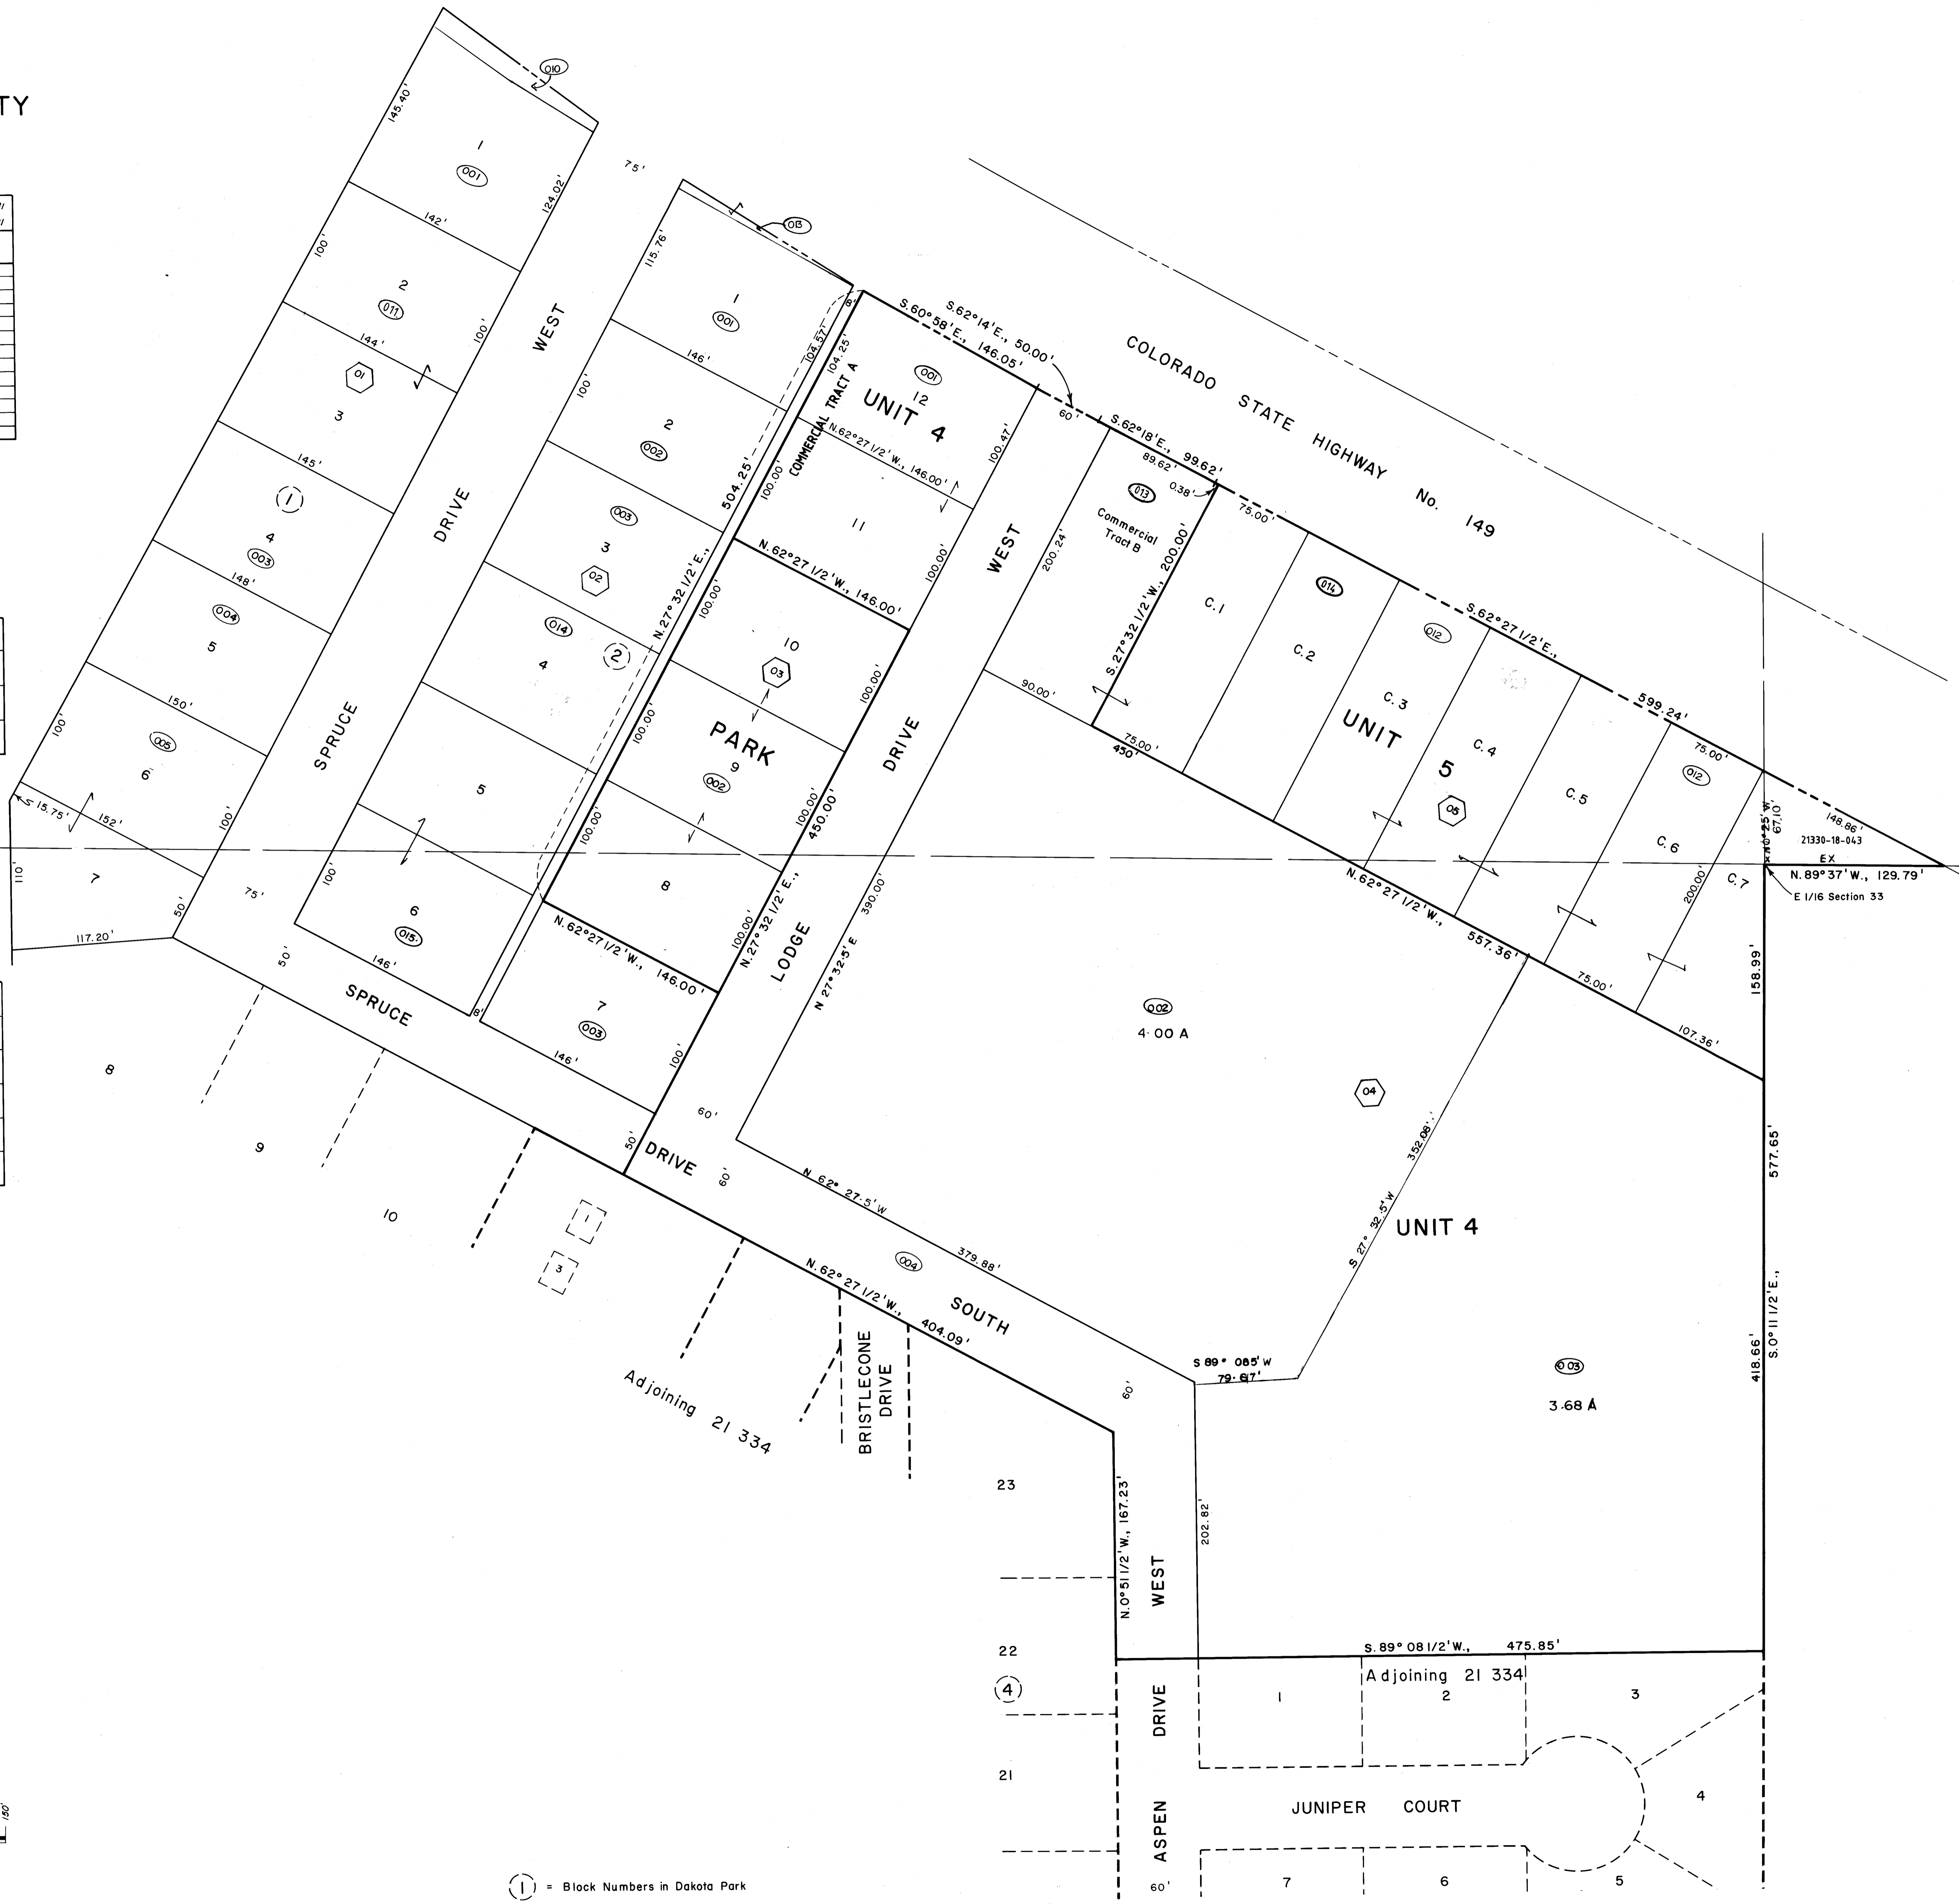 TY
010
145.40'
1
001
124.02'
75'
142'
100'
2
011
144'
100'
01
3
145'
1
4
003
148'
004
5
150'
100'
005
6
15.75'
152'
100'
110'
7
50'
117.20'
75'
WEST
DRIVE
SPRUCE
013
115.76'
1
001
146'
104.57'
8'
100'
2
002
003
3
02
504.25'
N.27°32 1/2'E.,
014
4
2
5
100'
6
015
146'
8'
50'
SPRUCE
DRIVE
SOUTH
104.25'
COMMERCIAL TRACT A
S.60°58'E., 146.05'
S.62°14'E., 50.00'
001
12
UNIT 4
N.62°27 1/2'W., 146.00'
100.47'
100.00'
11
100.00'
N.62°27 1/2'W., 146.00'
100.00'
10
03
100.00'
PARK
9
002
100.00'
100.00'
450.00'
100.00'
8
100.00'
N.27°32 1/2'E.,
N.62°27 1/2'W., 146.00'
7
003
146'
100'
50'
60'
60'
WEST
DRIVE
LODGE
390.00'
N 27°32.5'E
COLORADO STATE HIGHWAY No. 149
60'
S.62°18'E., 99.62'
89.62'
0.38'
013
Commercial
Tract B
200.24'
90.00'
S.27°32 1/2'W., 200.00'
75.00'
C.1
014
C.2
012
C.3
S.62°27 1/2'E.,
599.24'
UNIT 5
C.4
05
C.5
75.00'
012
C.6
C.7
200.00'
75.00'
450'
N.62°27 1/2'W., 557.36'
75.00'
107.36'
67.10'
148.86'
21330-18-043
EX
N.89°37'W., 129.79'
E 1/16 Section 33
158.99'
577.65'
S.0°11 1/2'E.,
418.66'
002
4.00 A
04
352.08'
S 27° 32.5'W
UNIT 4
N 62° 27.5'W
379.88'
004
N.62°27 1/2'W.,
404.09'
S 89° 085'W
003
3.68 A
60'
8
9
10
1
3
Adjoining 21 334
BRISTLECONE
DRIVE
23
N.0°51 1/2'W., 167.23'
202.82'
WEST
22
4
S.89°08 1/2'W., 475.85'
Adjoining 21 334
1
2
3
DRIVE
21
ASPEN
JUNIPER COURT
4
60'
7
6
5
150'
1 = Block Numbers in Dakota Park